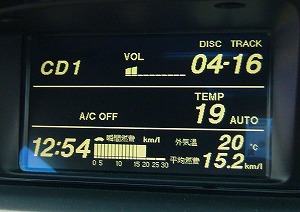 DISC TRACK
CD1 VOL 04-16
TEMP
A/C OFF 19 AUTO
12:54 瞬間燃費 km/l 外気温 20 °C
0 5 10 15 20 25 30 平均燃費 15.2 km/l